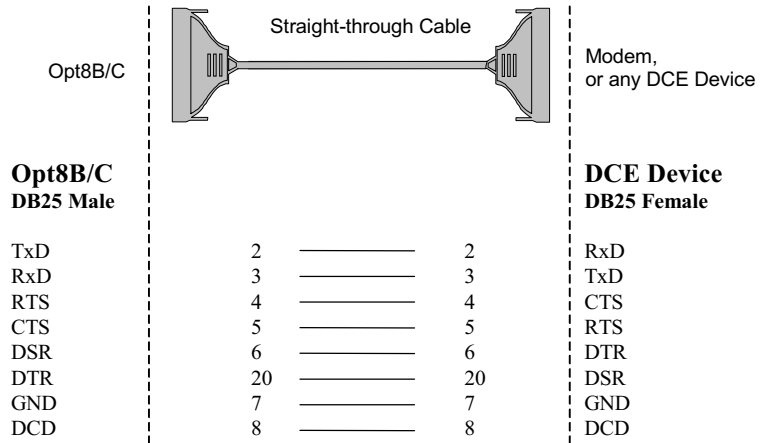 Straight-through Cable
Opt8B/C
Modem,
or any DCE Device
Opt8B/C DCE Device
DB25 Male DB25 Female
TxD 2 2 RxD
RxD 3 3 TxD
RTS 4 4 CTS
CTS 5 5 RTS
DSR 6 6 DTR
DTR 20 20 DSR
GND 7 7 GND
DCD 8 8 DCD